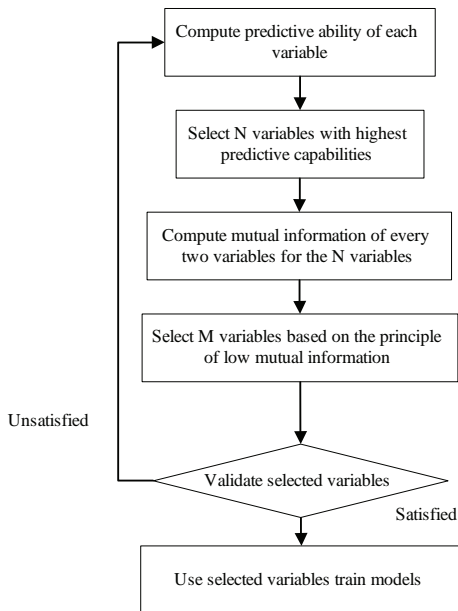 Compute predictive ability of each
variable
Select N variables with highest
predictive capabilities
Compute mutual information of every
two variables for the N variables
Select M variables based on the principle
of low mutual information
Unsatisfied
Validate selected variables
Satisfied
Use selected variables train models